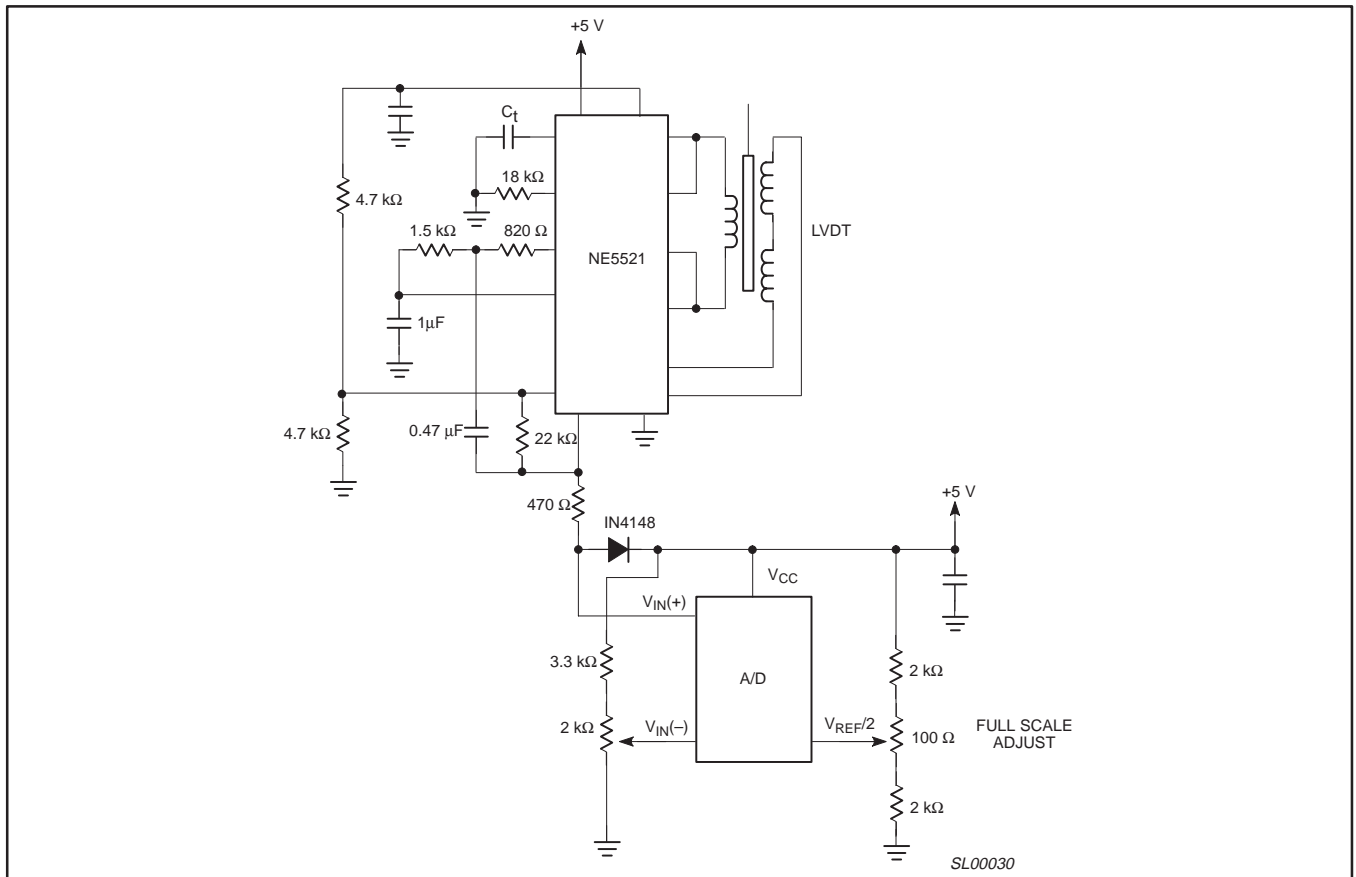 +5 V
Ct
18 kΩ
4.7 kΩ
1.5 kΩ
820 Ω
LVDT
NE5521
1µF
4.7 kΩ
0.47 µF
22 kΩ
470 Ω
+5 V
IN4148
VCC
VIN(+)
3.3 kΩ
2 kΩ
A/D
2 kΩ
VIN(–)
VREF/2
100 Ω
FULL SCALE
ADJUST
2 kΩ
SL00030